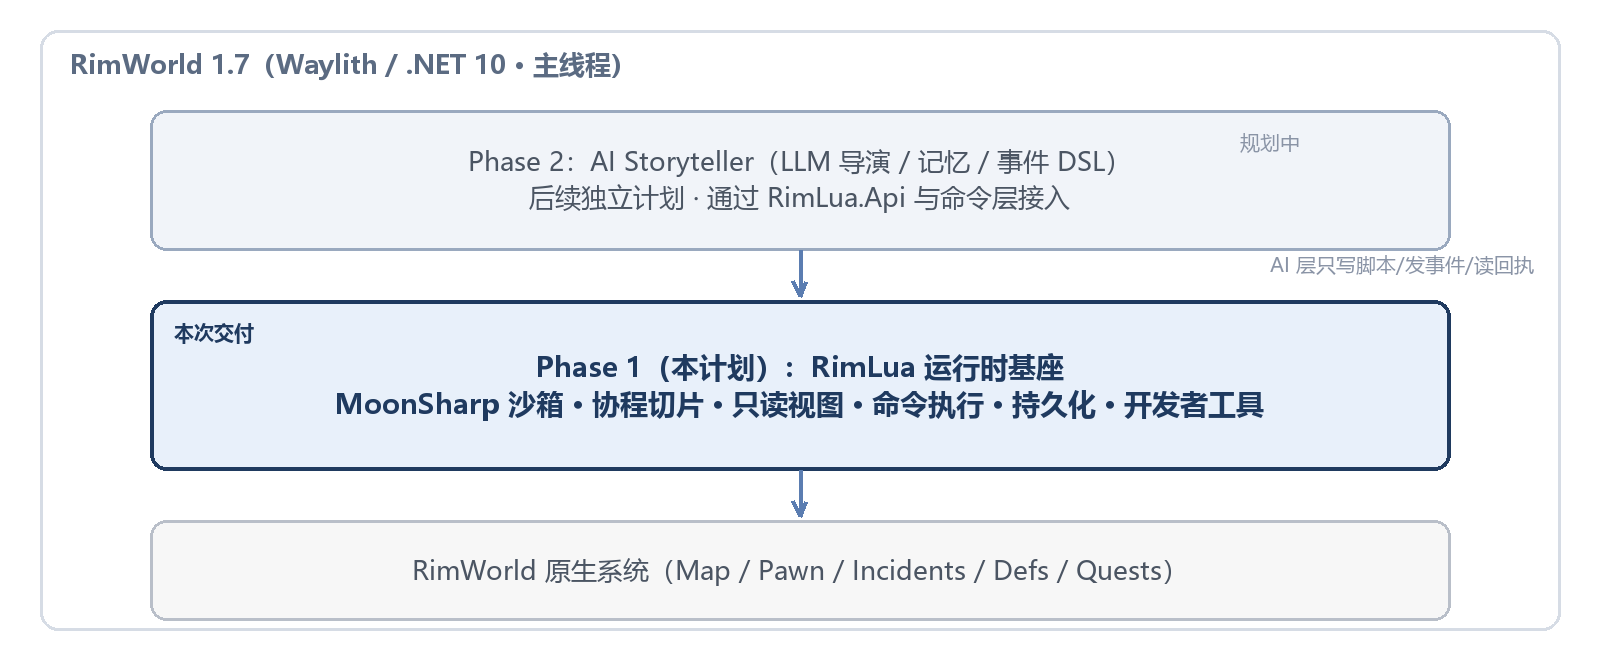 RimWorld 1.7（Waylith / .NET 10 • 主线程）
规划中
Phase 2：AI Storyteller（LLM 导演 / 记忆 / 事件 DSL）
后续独立计划 · 通过 RimLua.Api 与命令层接入
AI 层只写脚本/发事件/读回执
本次交付
Phase 1（本计划）：RimLua 运行时基座
MoonSharp 沙箱 • 协程切片 • 只读视图 • 命令执行 • 持久化 • 开发者工具
RimWorld 原生系统（Map / Pawn / Incidents / Defs / Quests）